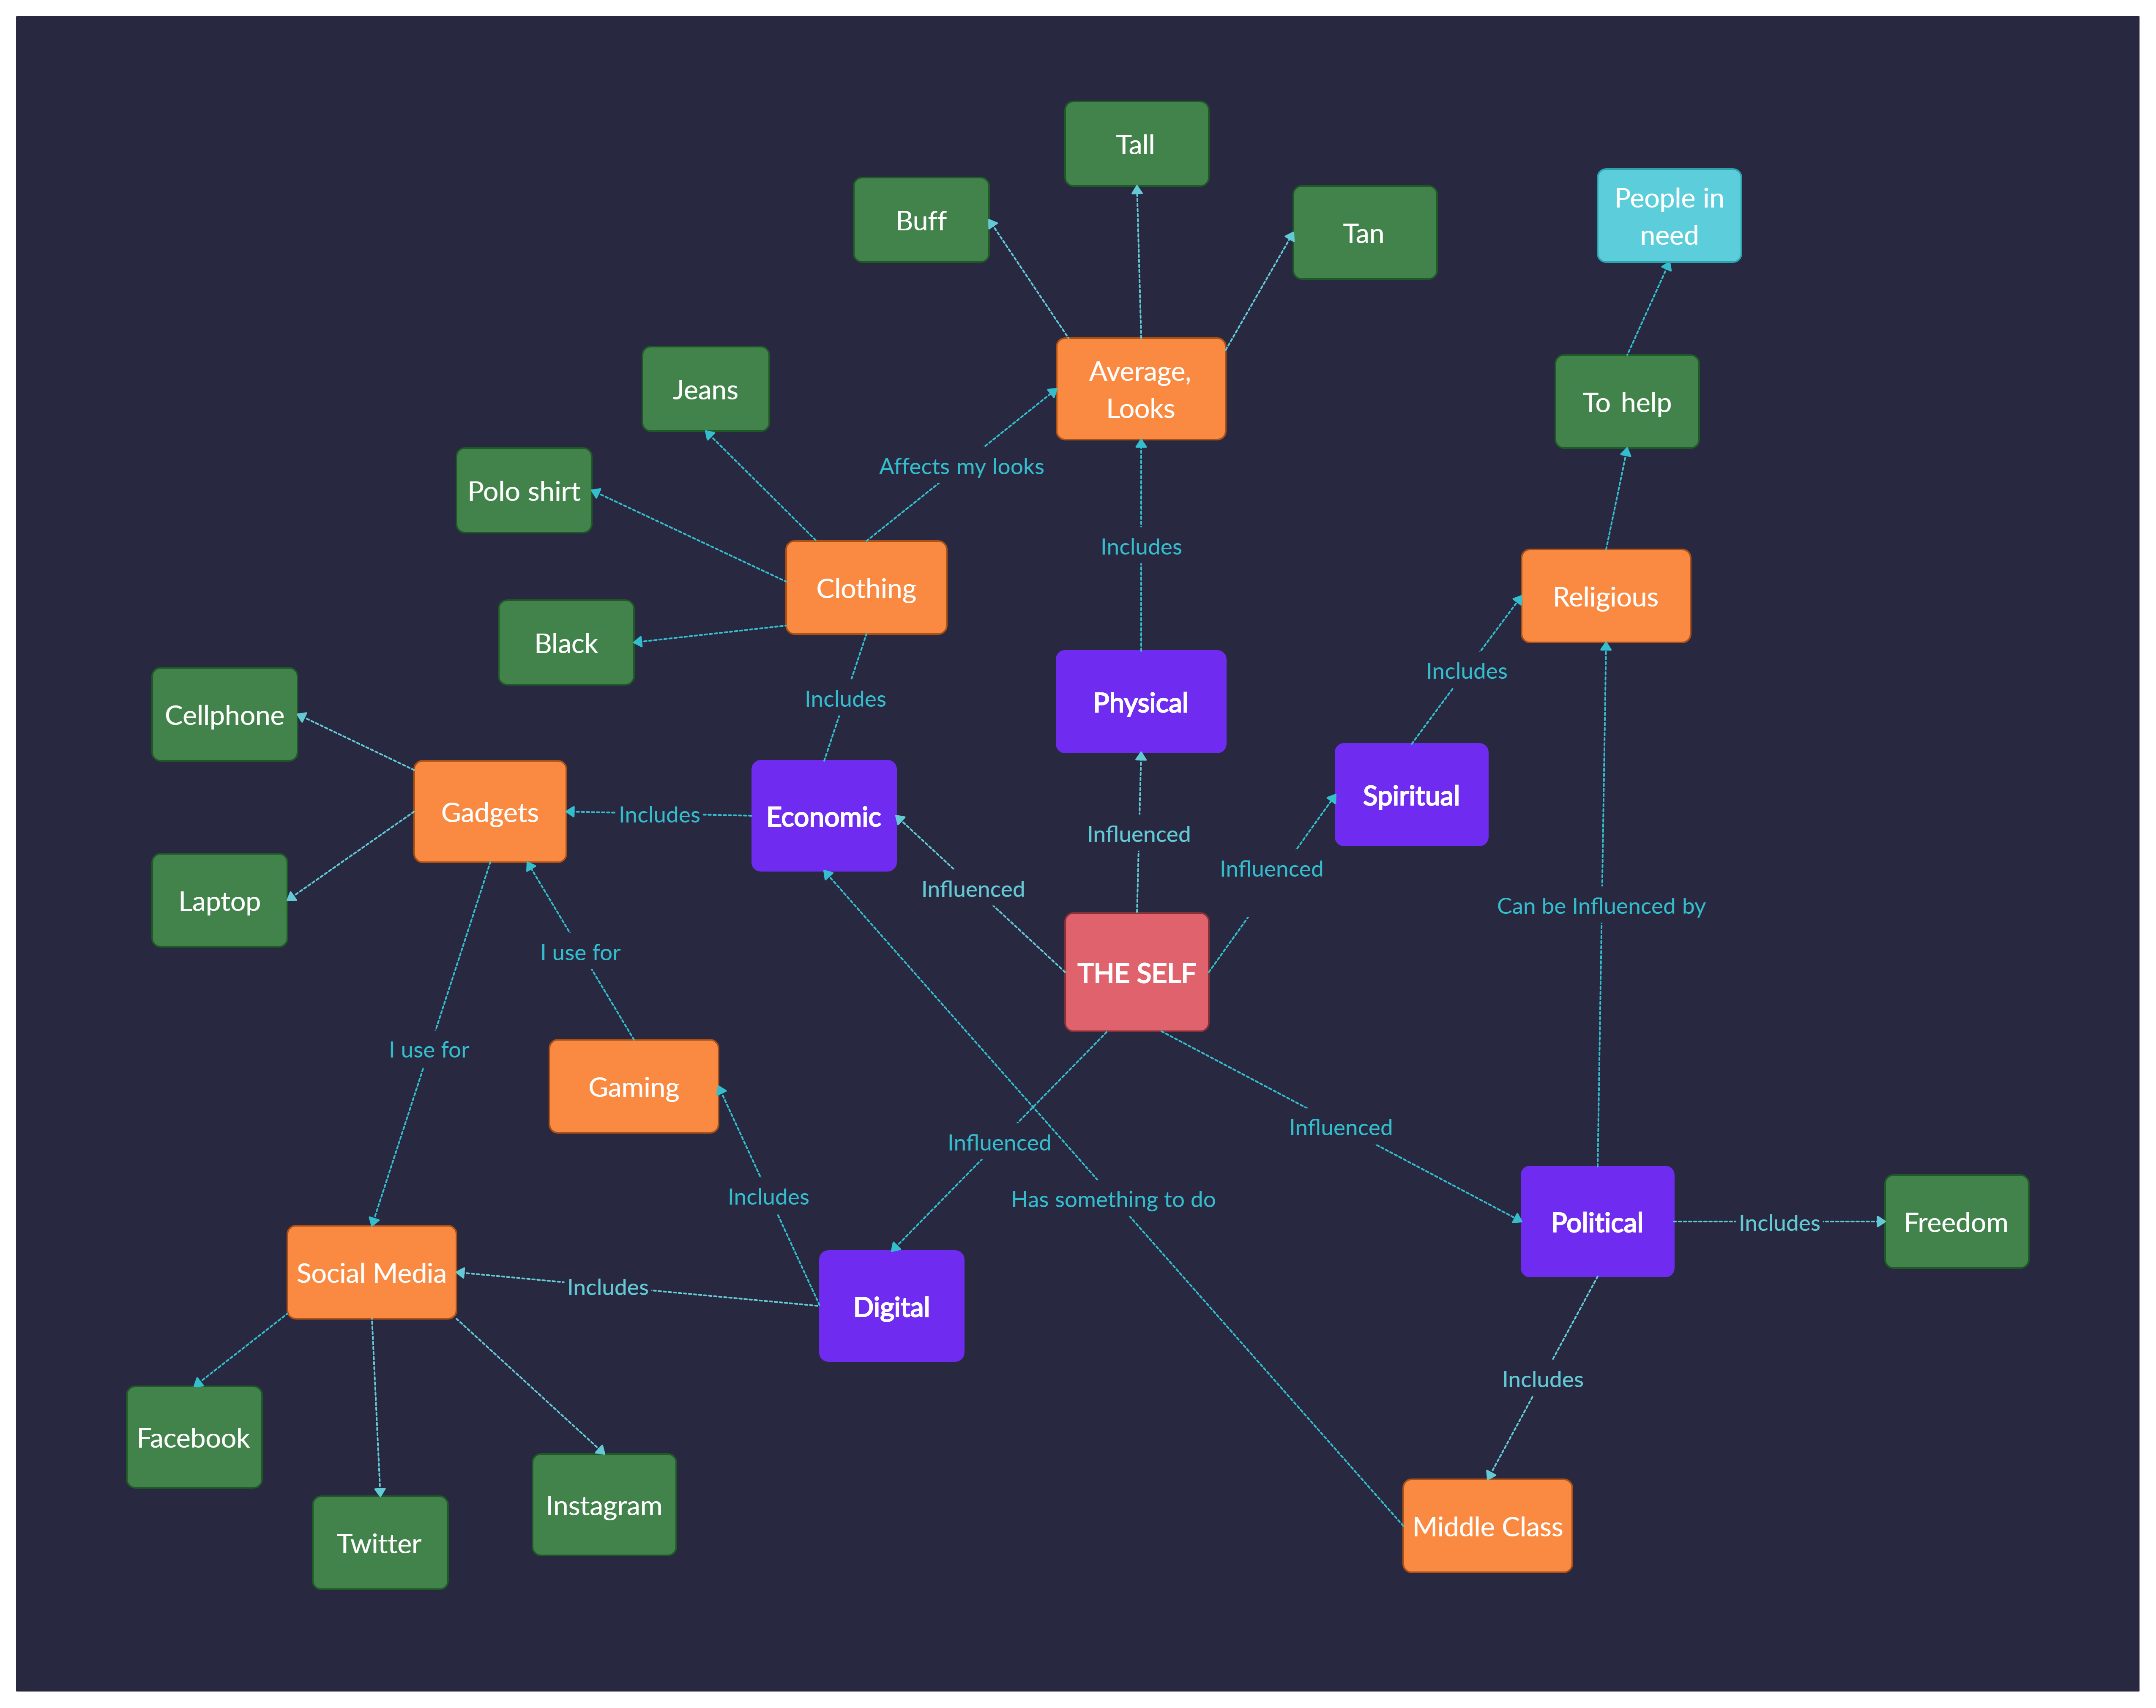 Tall
People in
need
Buff
Tan
Average,
Looks
Jeans
To help
Affects my looks
Polo shirt
Includes
Clothing
Religious
Black
Includes
Includes
Physical
Cellphone
Spiritual
Gadgets
Includes
Economic
Influenced
Influenced
Influenced
Laptop
Can be Influenced by
I use for
THE SELF
I use for
Gaming
Influenced
Influenced
Includes
Has something to do
Political
Includes
Freedom
Social Media
Includes
Digital
Includes
Facebook
Instagram
Middle Class
Twitter